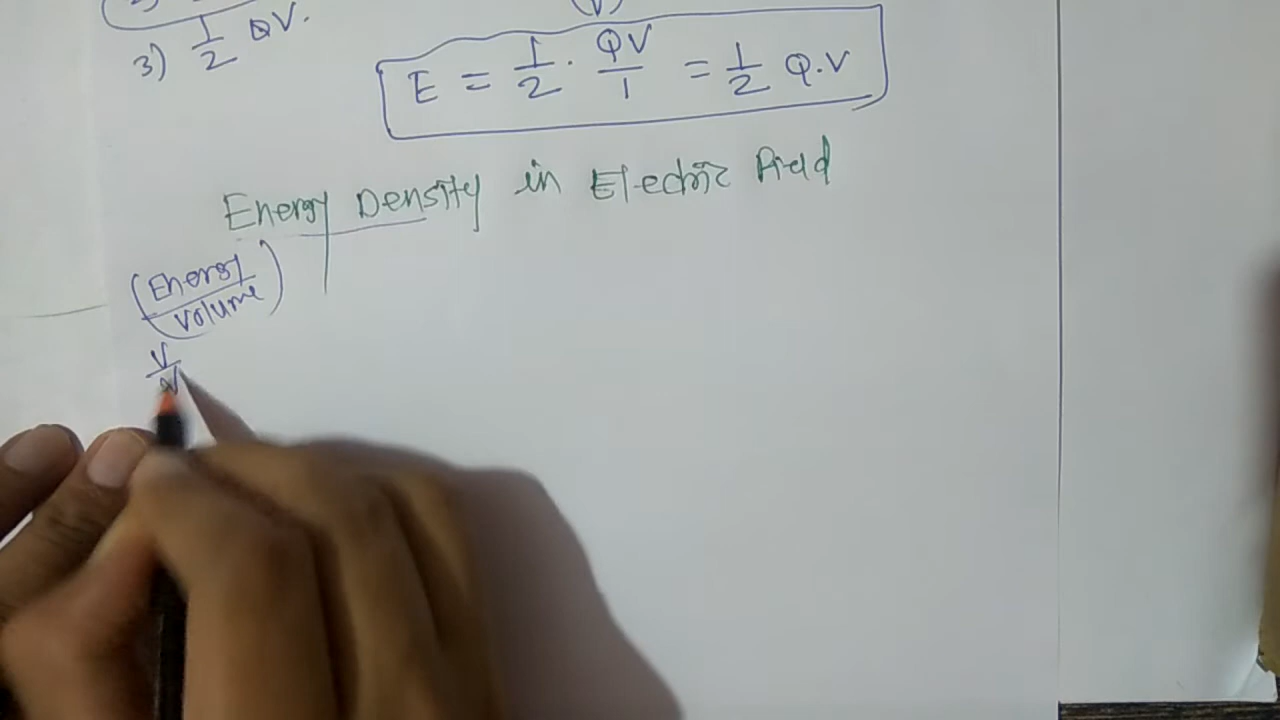 3) 1/2 QV.
(V)
E = 1/2 · QV/1 = 1/2 Q.V
Energy Density in Electric Field
(Energy/Volume)
V